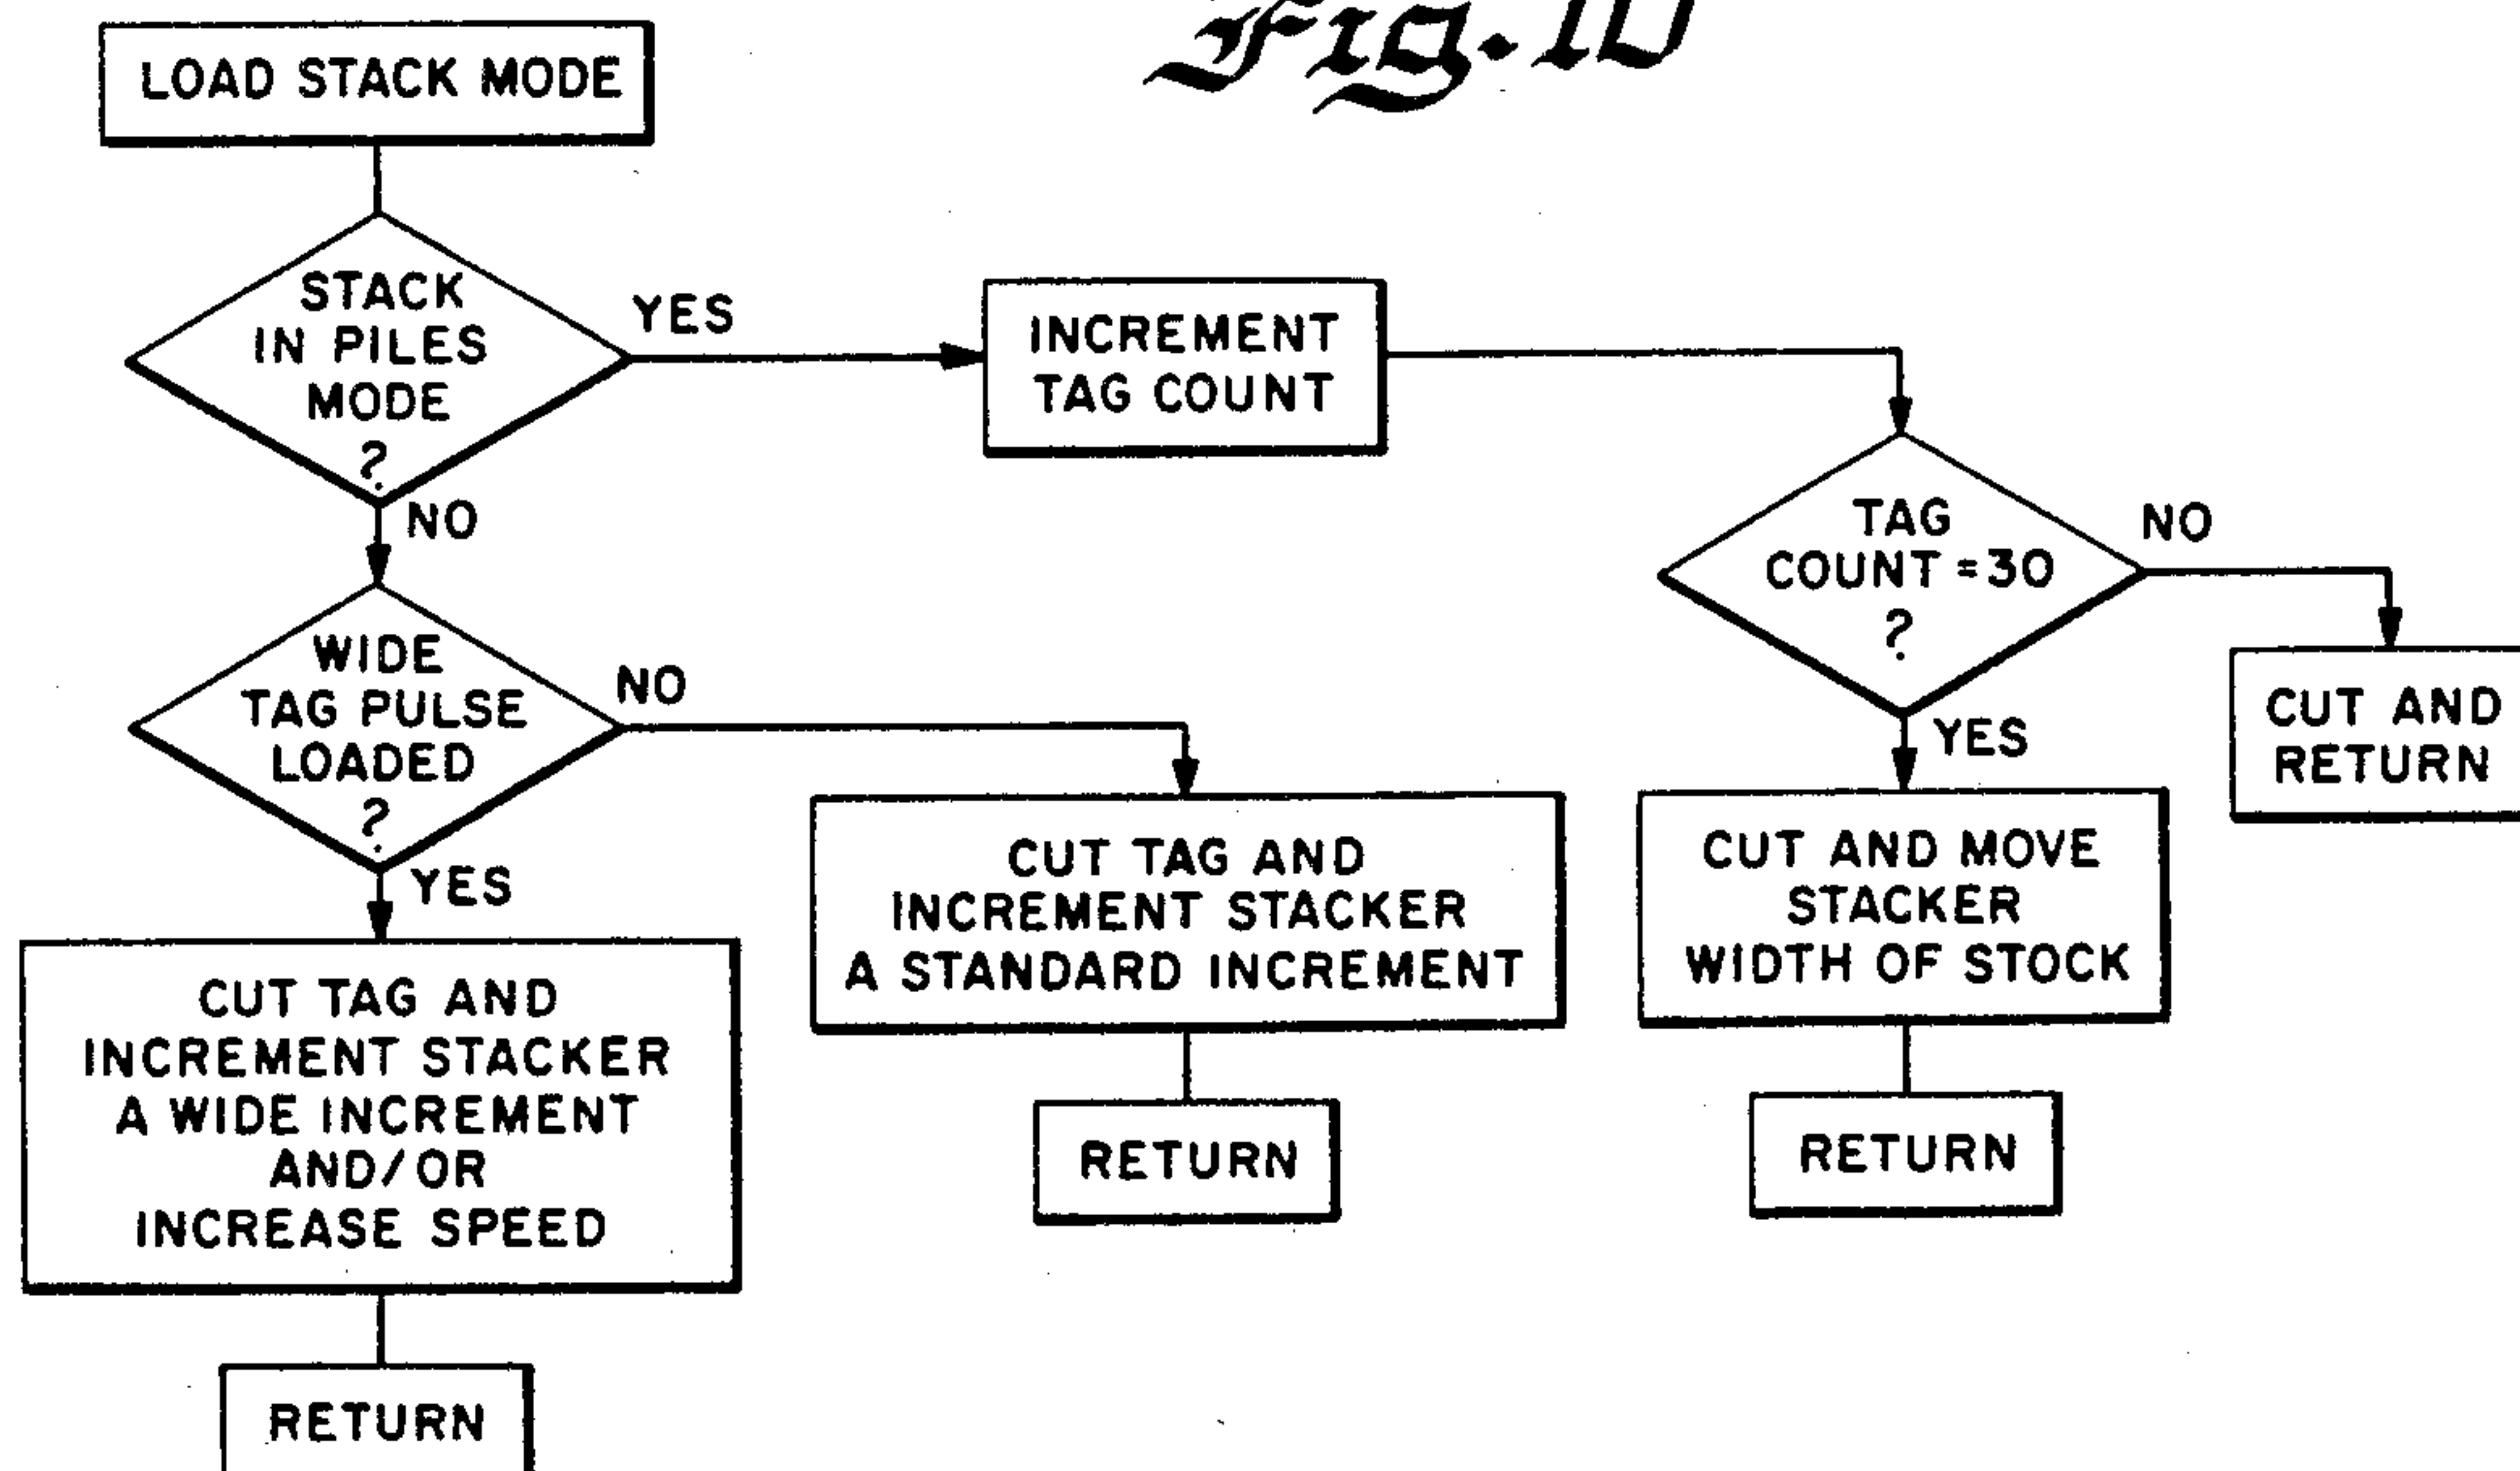 Fig. 10
LOAD STACK MODE
STACK
IN PILES
MODE
?
YES
INCREMENT
TAG COUNT
NO
TAG
COUNT = 30
?
NO
CUT AND
RETURN
YES
CUT AND MOVE
STACKER
WIDTH OF STOCK
RETURN
WIDE
TAG PULSE
LOADED
?
NO
CUT TAG AND
INCREMENT STACKER
A STANDARD INCREMENT
RETURN
YES
CUT TAG AND
INCREMENT STACKER
A WIDE INCREMENT
AND/OR
INCREASE SPEED
RETURN